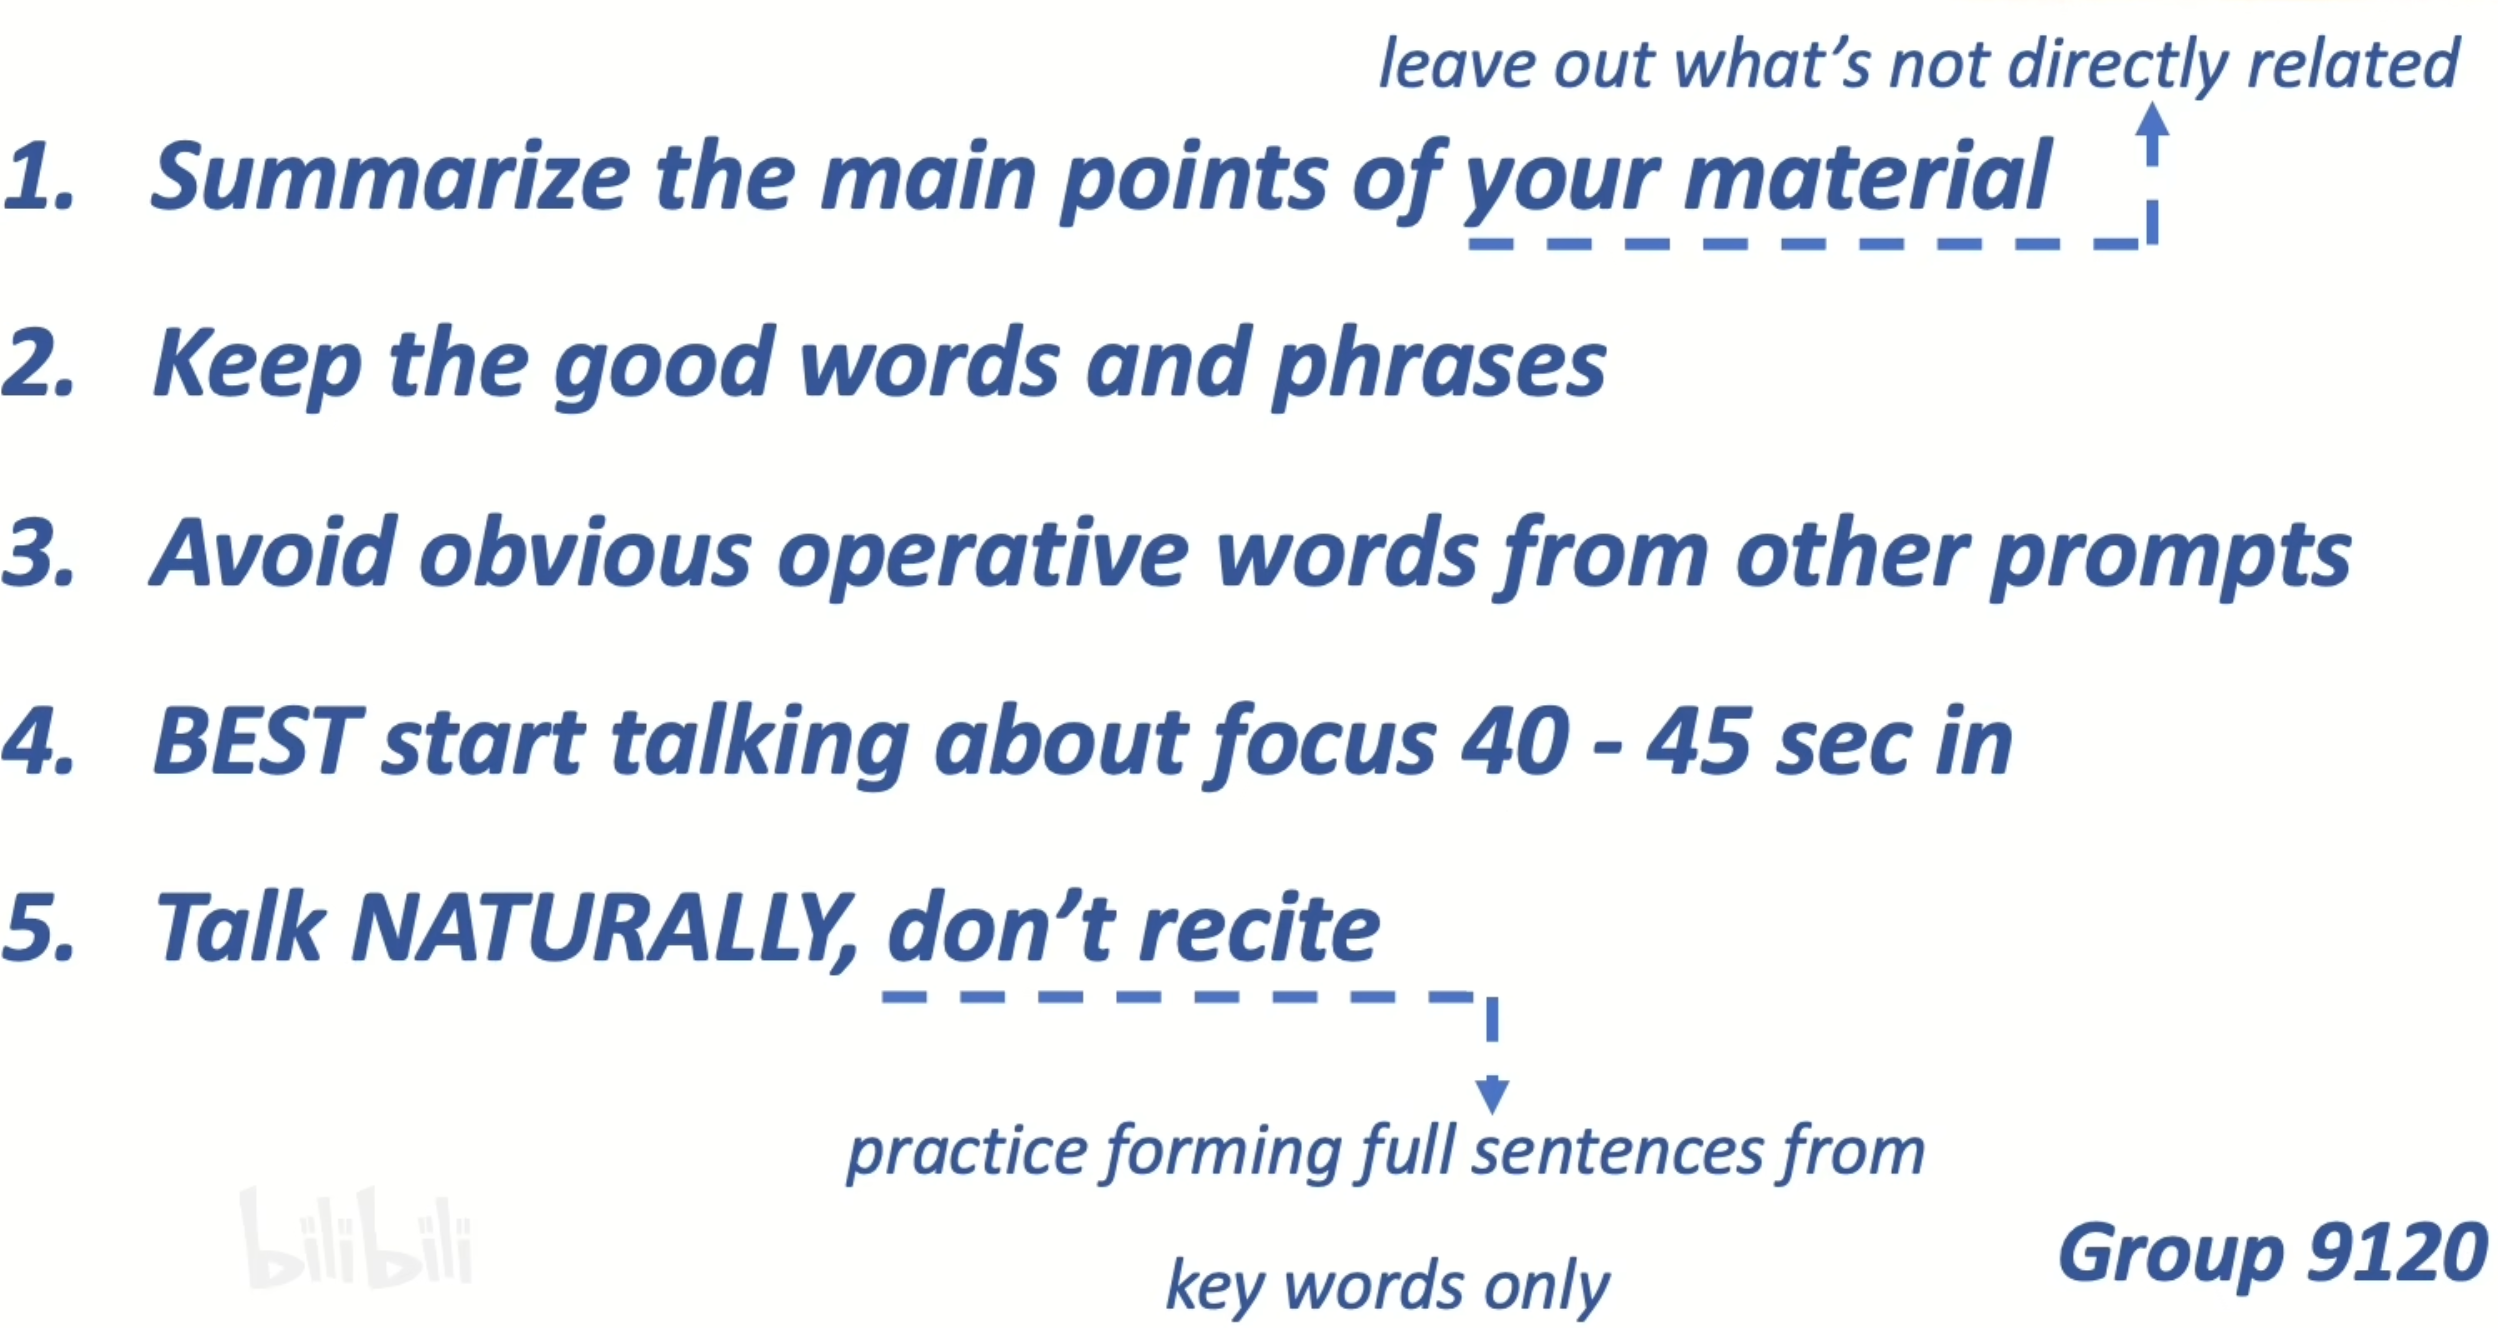 leave out what's not directly related
1. Summarize the main points of your material
2. Keep the good words and phrases
3. Avoid obvious operative words from other prompts
4. BEST start talking about focus 40 - 45 sec in
5. Talk NATURALLY, don't recite
practice forming full sentences from
key words only
bilibili
Group 9120